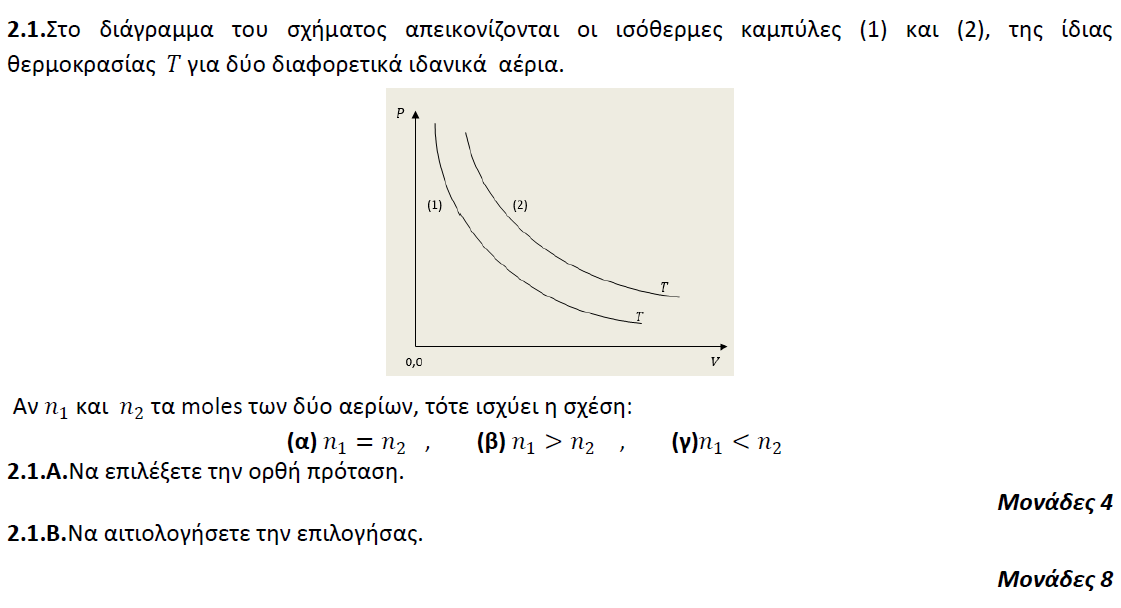 2.1.Στο διάγραμμα του σχήματος απεικονίζονται οι ισόθερμες καμπύλες (1) και (2), της ίδιας
θερμοκρασίας T για δύο διαφορετικά ιδανικά αέρια.
P
(1)
(2)
T
T
0,0
V
Αν n₁ και n₂ τα moles των δύο αερίων, τότε ισχύει η σχέση:
(α) n₁ = n₂ , (β) n₁ > n₂ , (γ)n₁ < n₂
2.1.Α.Να επιλέξετε την ορθή πρόταση.
Μονάδες 4
2.1.Β.Να αιτιολογήσετε την επιλογήσας.
Μονάδες 8